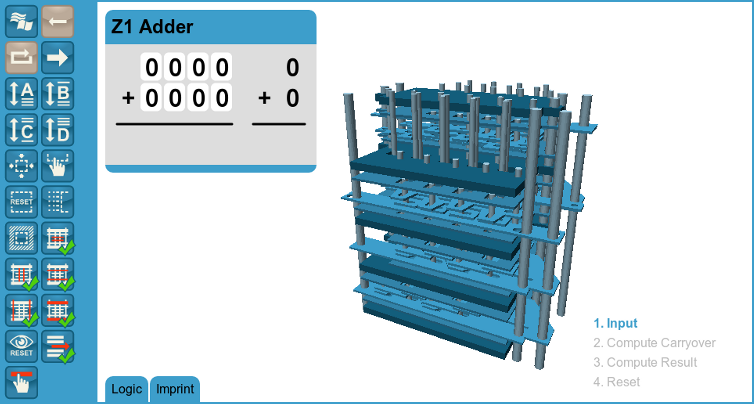 Z1 Adder
0 0 0 0 0
+ 0 0 0 0 + 0
A B
C D
RESET
RESET
1. Input
2. Compute Carryover
3. Compute Result
4. Reset
Logic Imprint